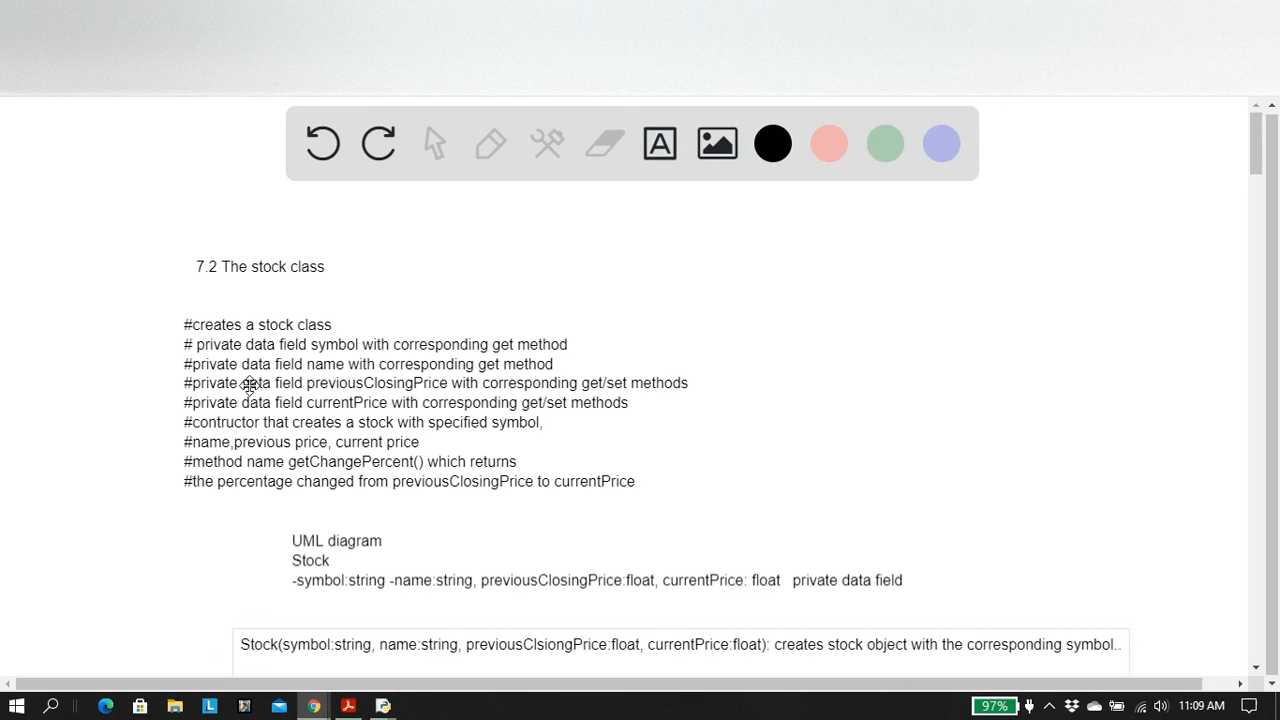 A
7.2 The stock class
#creates a stock class
# private data field symbol with corresponding get method
#private data field name with corresponding get method
#private data field previousClosingPrice with corresponding get/set methods
#private data field currentPrice with corresponding get/set methods
#contructor that creates a stock with specified symbol,
#name,previous price, current price
#method name getChangePercent() which returns
#the percentage changed from previousClosingPrice to currentPrice
UML diagram
Stock
-symbol:string -name:string, previousClosingPrice:float, currentPrice: float private data field
Stock(symbol:string, name:string, previousClsiongPrice:float, currentPrice:float): creates stock object with the corresponding symbol..
L
97%
11:09 AM